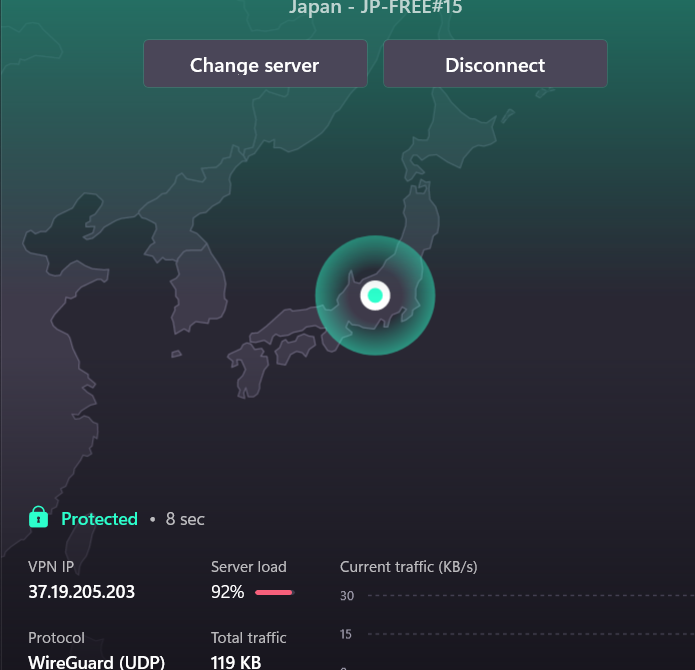 Japan - JP-FREE#15
Change server
Disconnect
Protected • 8 sec
VPN IP
37.19.205.203
Server load
92%
Current traffic (KB/s)
30
15
Protocol
WireGuard (UDP)
Total traffic
119 KB